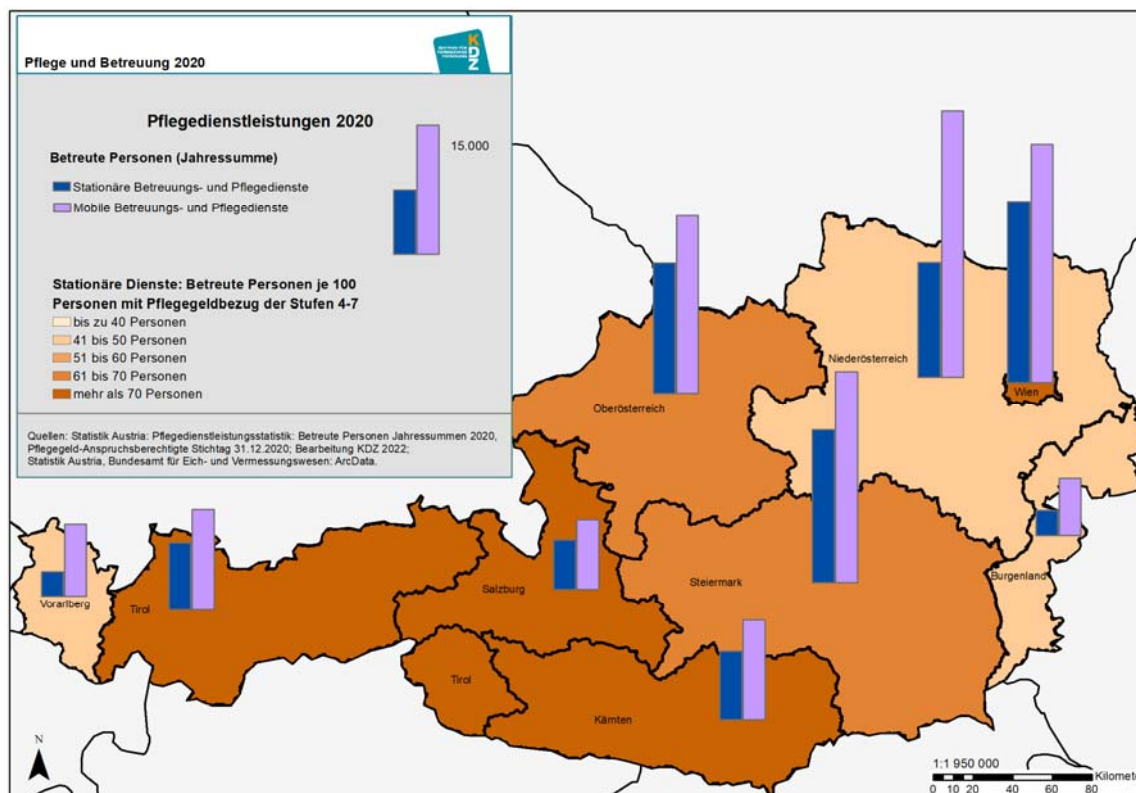 Pflege und Betreuung 2020
KDZ
Pflegedienstleistungen 2020
Betreute Personen (Jahressumme)
15.000
Stationäre Betreuungs- und Pflegedienste
Mobile Betreuungs- und Pflegedienste
Stationäre Dienste: Betreute Personen je 100
Personen mit Pflegegeldbezug der Stufen 4-7
bis zu 40 Personen
41 bis 50 Personen
51 bis 60 Personen
61 bis 70 Personen
mehr als 70 Personen
Quellen: Statistik Austria: Pflegedienstleistungsstatistik: Betreute Personen Jahressummen 2020,
Pflegegeld-Anspruchsberechtigte Stichtag 31.12.2020; Bearbeitung KDZ 2022;
Statistik Austria, Bundesamt für Eich- und Vermessungswesen: ArcData.
Niederösterreich
Wien
Oberösterreich
Steiermark
Burgenland
Salzburg
Vorarlberg
Tirol
Tirol
Kärnten
N
1:1 950 000
Kilomete
0 10 20 40 60 80